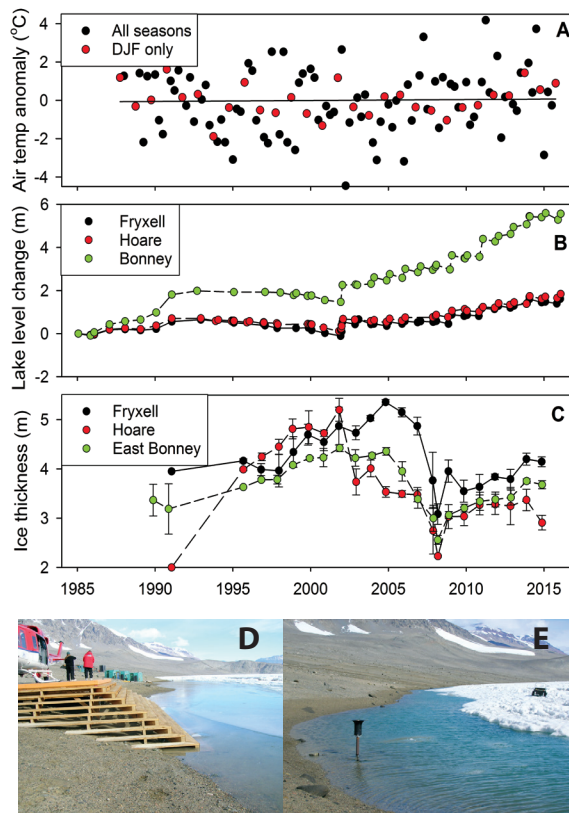 A
Air temp anomaly (°C)
4
2
0
-2
-4
All seasons
DJF only
B
Lake level change (m)
6
4
2
0
-2
Fryxell
Hoare
Bonney
C
Ice thickness (m)
5
4
3
2
Fryxell
Hoare
East Bonney
1985 1990 1995 2000 2005 2010 2015
D
E